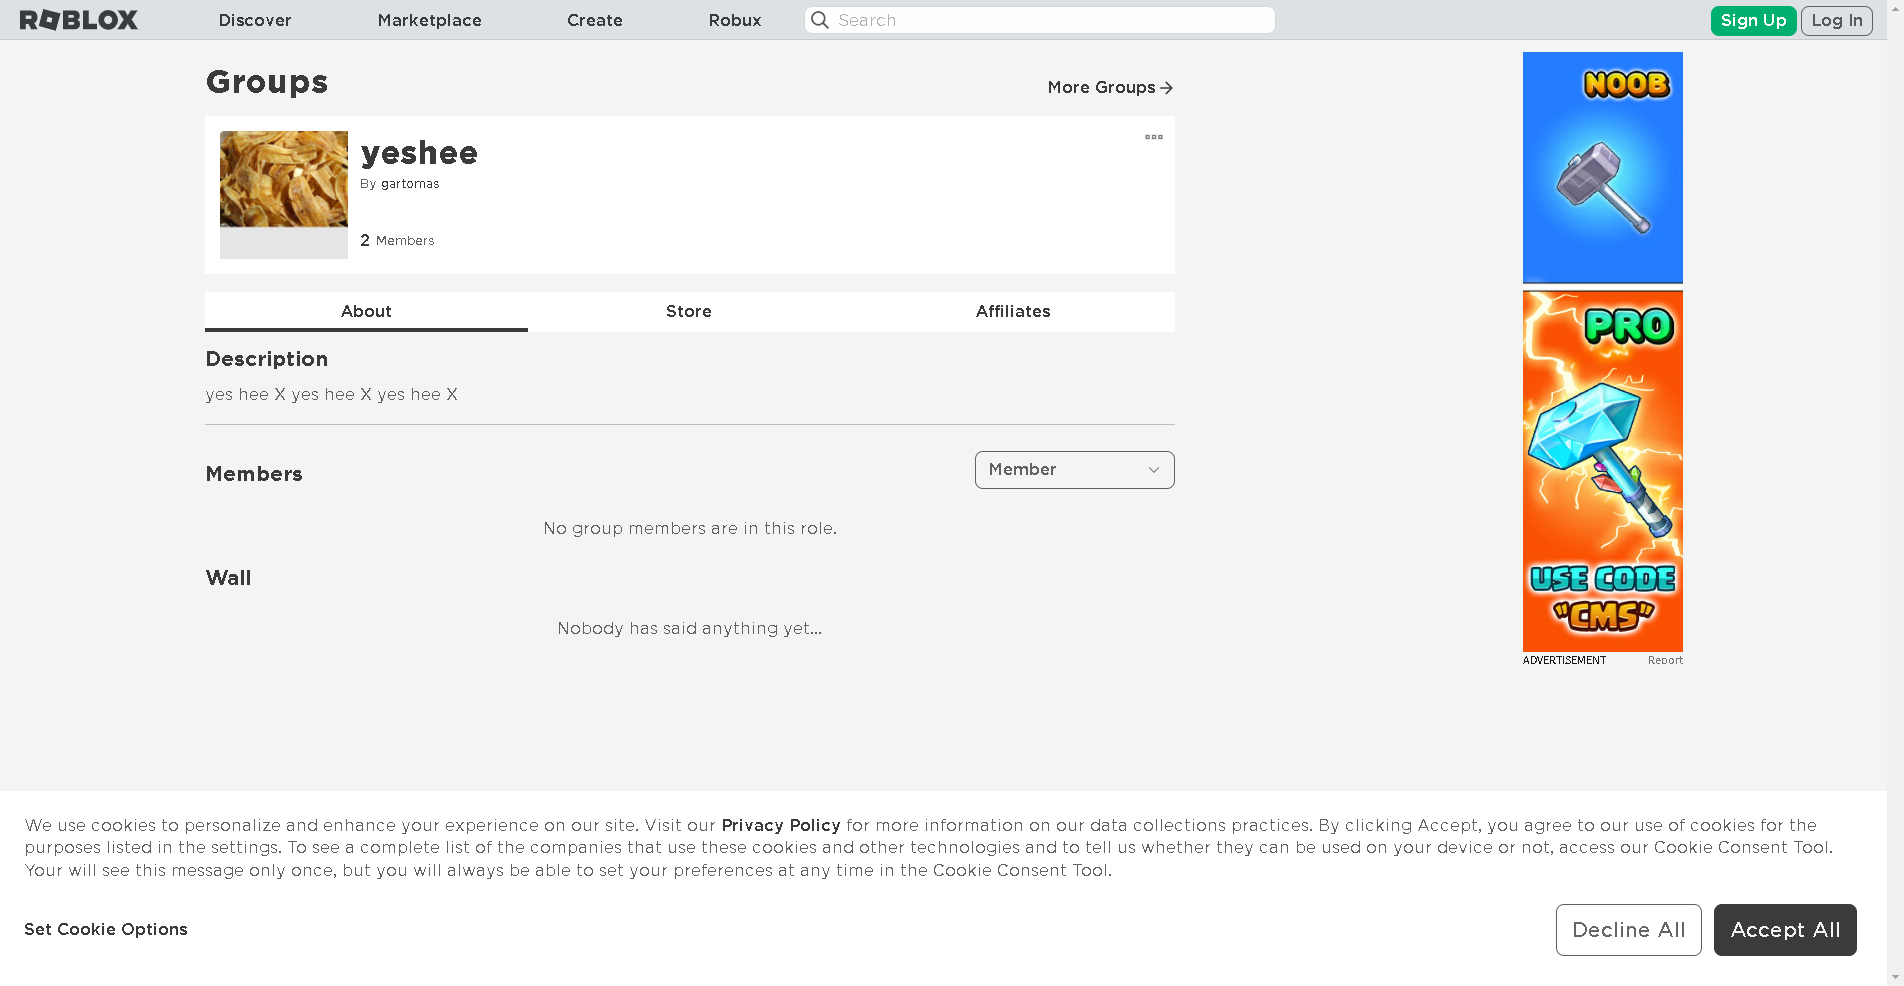 ROBLOX Discover Marketplace Create Robux Search Sign Up Log In
Groups
More Groups
yeshee
By gartomas
2 Members
About Store Affiliates
Description
yes hee X yes hee X yes hee X
Members
Member
No group members are in this role.
Wall
Nobody has said anything yet...
NOOB
PRO
USE CODE
"CMS"
ADVERTISEMENT Report
We use cookies to personalize and enhance your experience on our site. Visit our Privacy Policy for more information on our data collections practices. By clicking Accept, you agree to our use of cookies for the
purposes listed in the settings. To see a complete list of the companies that use these cookies and other technologies and to tell us whether they can be used on your device or not, access our Cookie Consent Tool.
Your will see this message only once, but you will always be able to set your preferences at any time in the Cookie Consent Tool.
Set Cookie Options
Decline All
Accept All